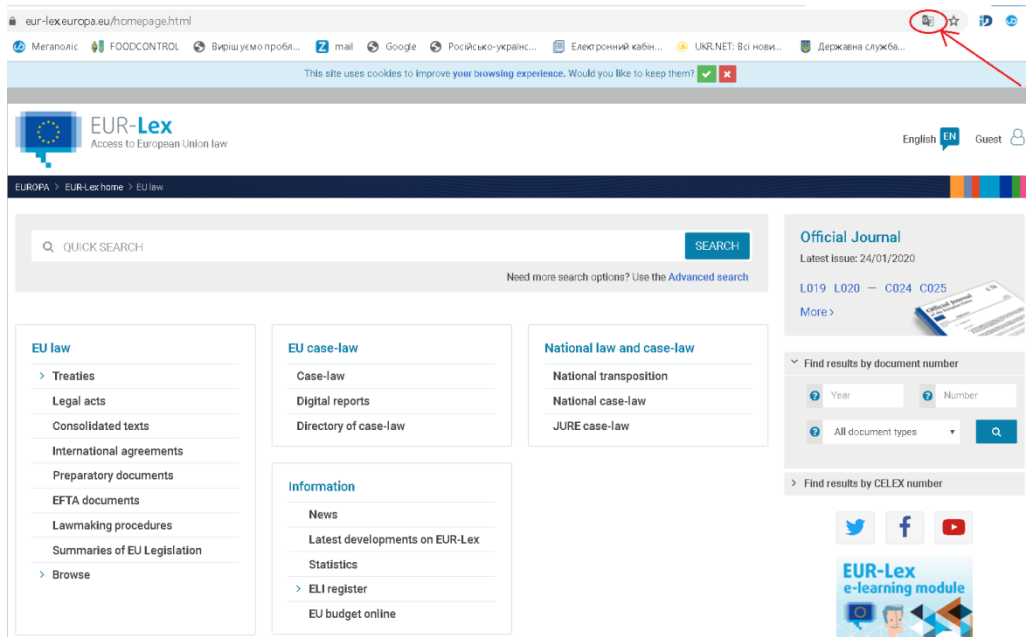 eur-lex.europa.eu/homepage.html
Мегаполіс FOODCONTROL Вирішуємо пробл... mail Google Російсько-українс... Електронний кабін... UKR.NET: Всі нови... Державна служба...
This site uses cookies to improve your browsing experience. Would you like to keep them?
EUR-Lex
Access to European Union law
English EN Guest
EUROPA > EUR-Lex home > EU law
QUICK SEARCH SEARCH
Need more search options? Use the Advanced search
Official Journal
Latest issue: 24/01/2020
L019 L020 — C024 C025
More >
EU law
> Treaties
Legal acts
Consolidated texts
International agreements
Preparatory documents
EFTA documents
Lawmaking procedures
Summaries of EU Legislation
> Browse
EU case-law
Case-law
Digital reports
Directory of case-law
Information
News
Latest developments on EUR-Lex
Statistics
> ELI register
EU budget online
National law and case-law
National transposition
National case-law
JURE case-law
Find results by document number
? Year ? Number
? All document types
> Find results by CELEX number
EUR-Lex
e-learning module